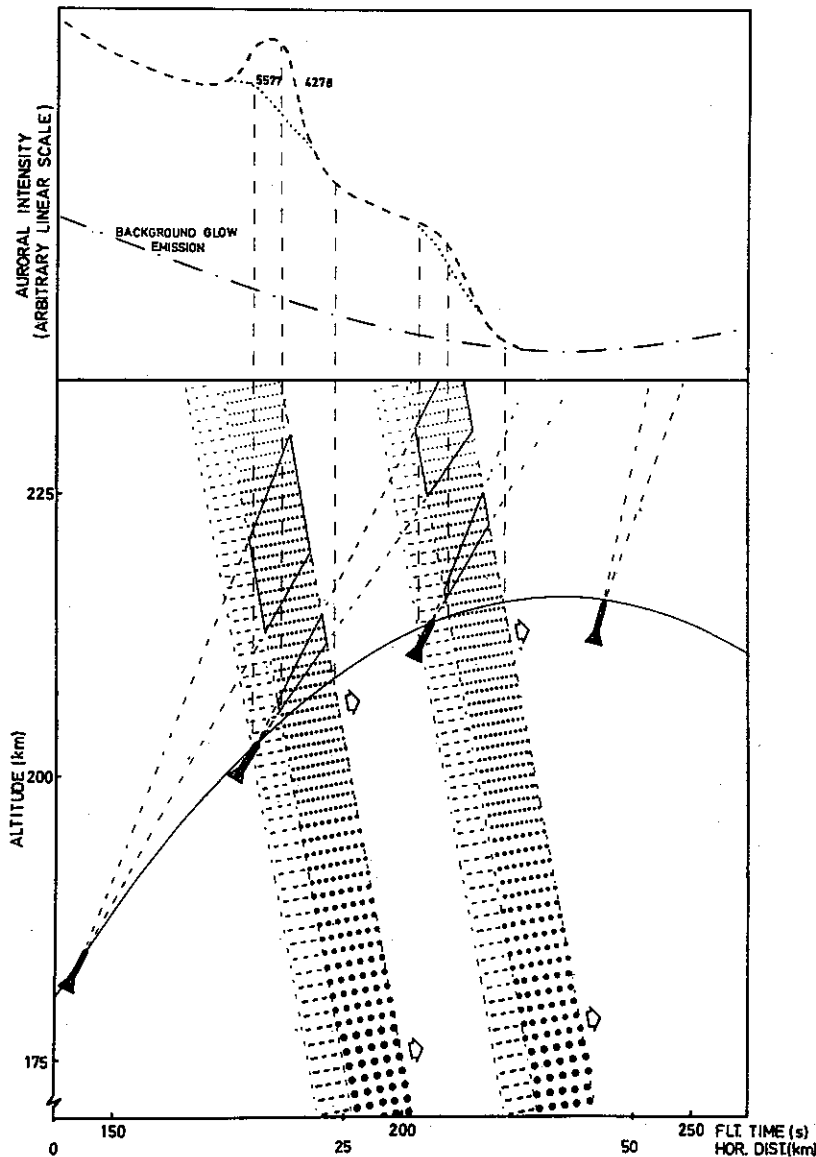 AURORAL INTENSITY
(ARBITRARY LINEAR SCALE)
5577 4278
BACKGROUND GLOW
EMISSION
ALTITUDE (km)
225
200
175
150 200 250 FLT. TIME (s)
0 25 50 HOR. DIST.(km)